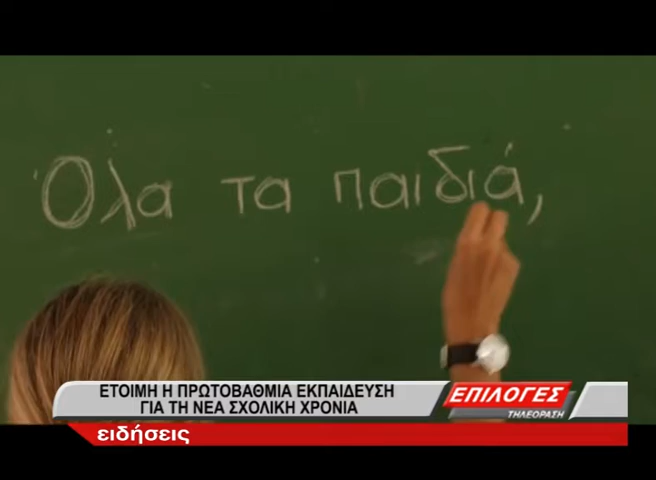 Όλα τα παιδιά,
ΕΤΟΙΜΗ Η ΠΡΩΤΟΒΑΘΜΙΑ ΕΚΠΑΙΔΕΥΣΗ
ΓΙΑ ΤΗ ΝΕΑ ΣΧΟΛΙΚΗ ΧΡΟΝΙΑ
ΕΠΙΛΟΓΕΣ
ΤΗΛΕΟΡΑΣΗ
ειδήσεις